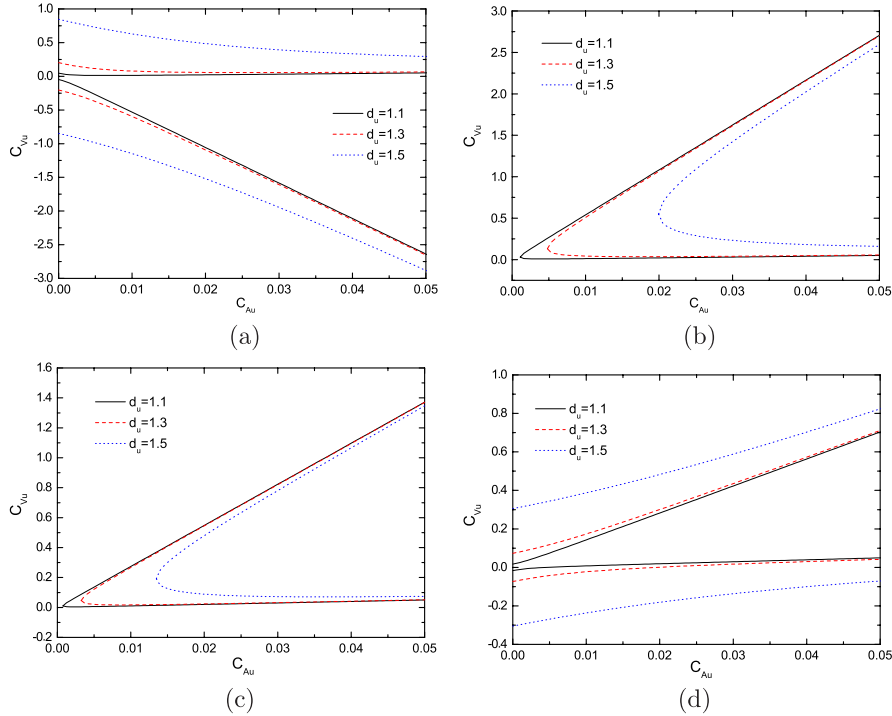 1.0
0.5
0.0
-0.5
-1.0
-1.5
-2.0
-2.5
-3.0
C_Vu
d_u=1.1
d_u=1.3
d_u=1.5
0.00 0.01 0.02 0.03 0.04 0.05
C_Au
(a)
3.0
2.5
2.0
1.5
1.0
0.5
0.0
C_Vu
d_u=1.1
d_u=1.3
d_u=1.5
0.00 0.01 0.02 0.03 0.04 0.05
C_Au
(b)
1.6
1.4
1.2
1.0
0.8
0.6
0.4
0.2
0.0
-0.2
C_Vu
d_u=1.1
d_u=1.3
d_u=1.5
0.00 0.01 0.02 0.03 0.04 0.05
C_Au
(c)
1.0
0.8
0.6
0.4
0.2
0.0
-0.2
-0.4
C_Vu
d_u=1.1
d_u=1.3
d_u=1.5
0.00 0.01 0.02 0.03 0.04 0.05
C_Au
(d)